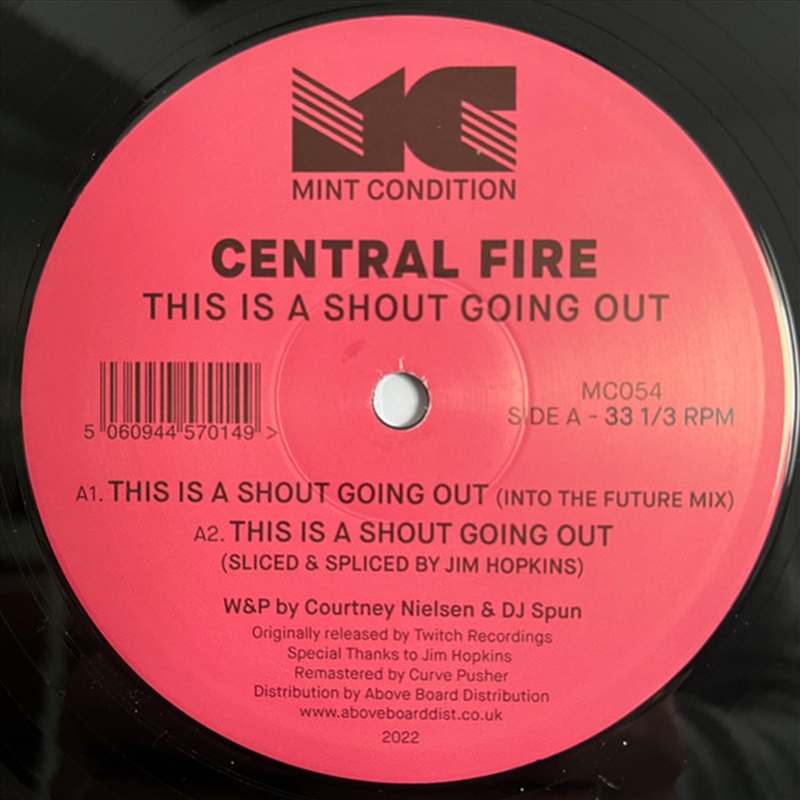 MC
MINT CONDITION
CENTRAL FIRE
THIS IS A SHOUT GOING OUT
5 060944 570149 >
MC054
SIDE A - 33 1/3 RPM
A1. THIS IS A SHOUT GOING OUT (INTO THE FUTURE MIX)
A2. THIS IS A SHOUT GOING OUT
(SLICED & SPLICED BY JIM HOPKINS)
W&P by Courtney Nielsen & DJ Spun
Originally released by Twitch Recordings
Special Thanks to Jim Hopkins
Remastered by Curve Pusher
Distribution by Above Board Distribution
www.aboveboarddist.co.uk
2022